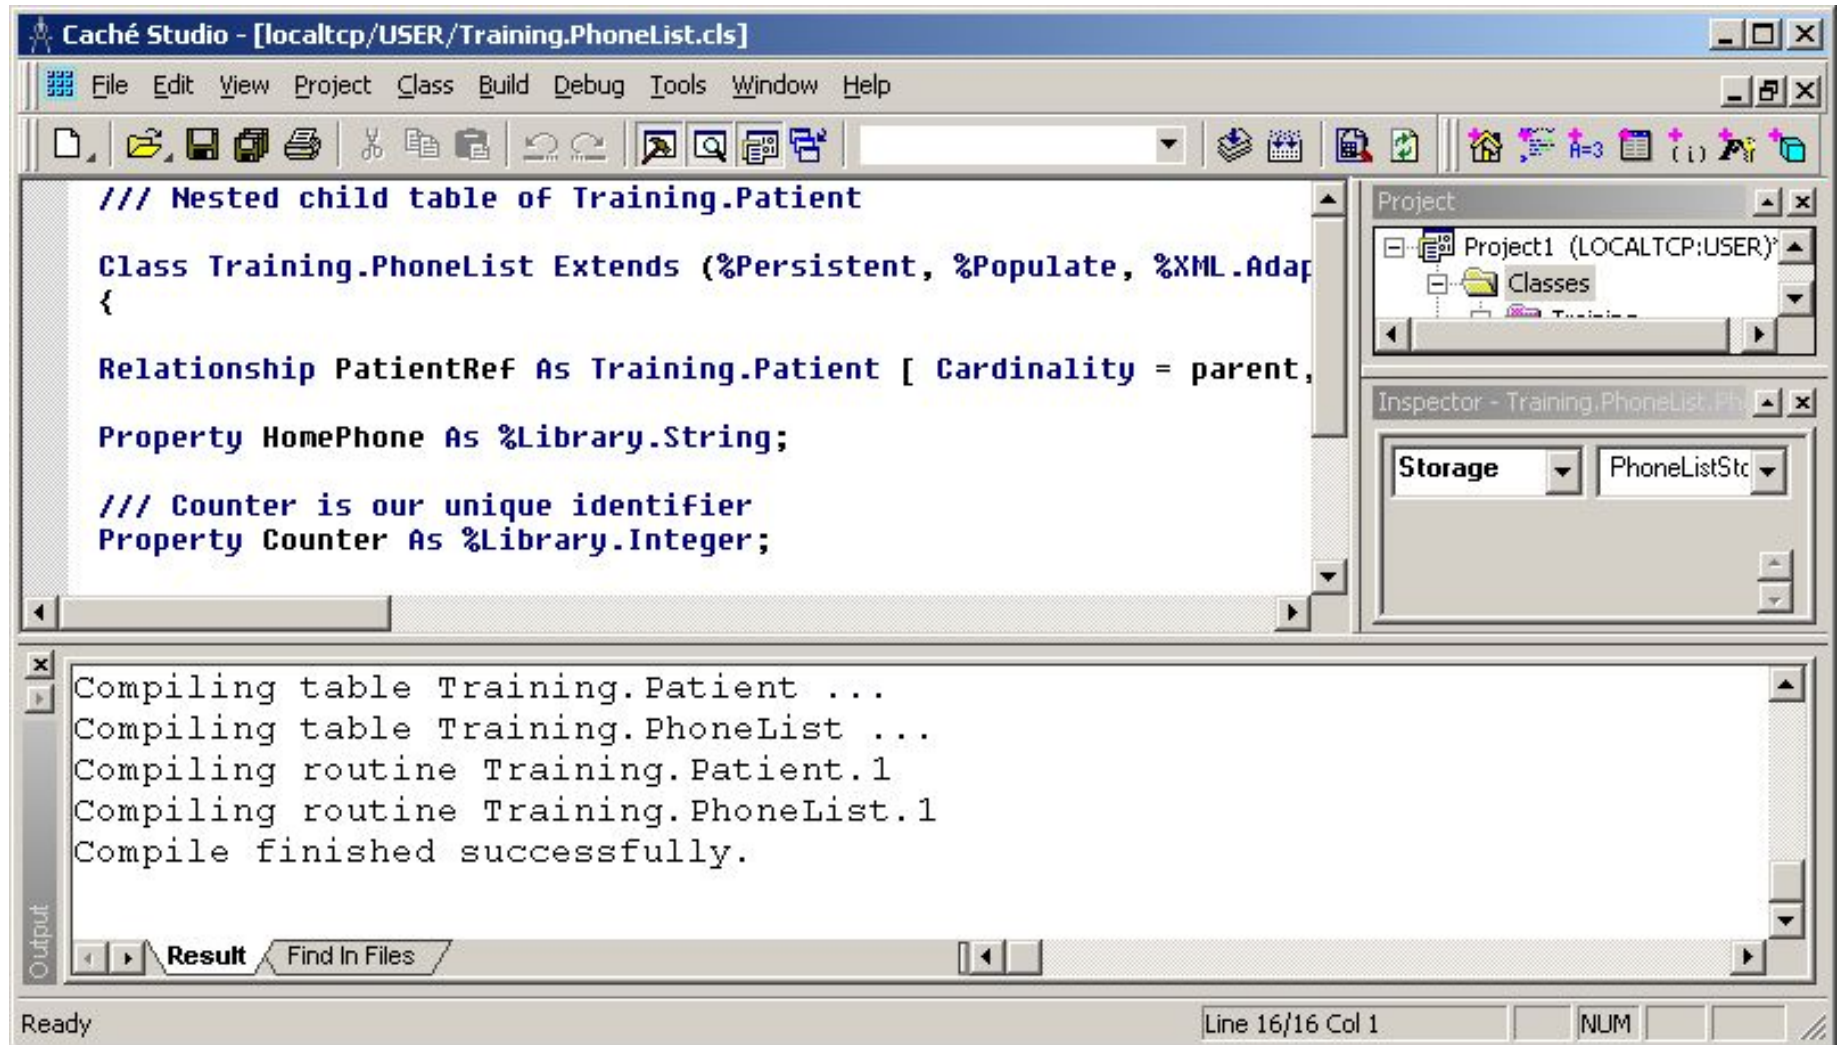 Caché Studio - [localtcp/USER/Training.PhoneList.cls]
File Edit View Project Class Build Debug Tools Window Help
A=3 (i)
/// Nested child table of Training.Patient
Class Training.PhoneList Extends (%Persistent, %Populate, %XML.Adap
{
Relationship PatientRef As Training.Patient [ Cardinality = parent,
Property HomePhone As %Library.String;
/// Counter is our unique identifier
Property Counter As %Library.Integer;
Project
Project1 (LOCALTCP:USER)*
Classes
Training
Inspector - Training.PhoneList.Ph
Storage PhoneListSto
Compiling table Training.Patient ...
Compiling table Training.PhoneList ...
Compiling routine Training.Patient.1
Compiling routine Training.PhoneList.1
Compile finished successfully.
Output
Result Find In Files
Ready Line 16/16 Col 1 NUM